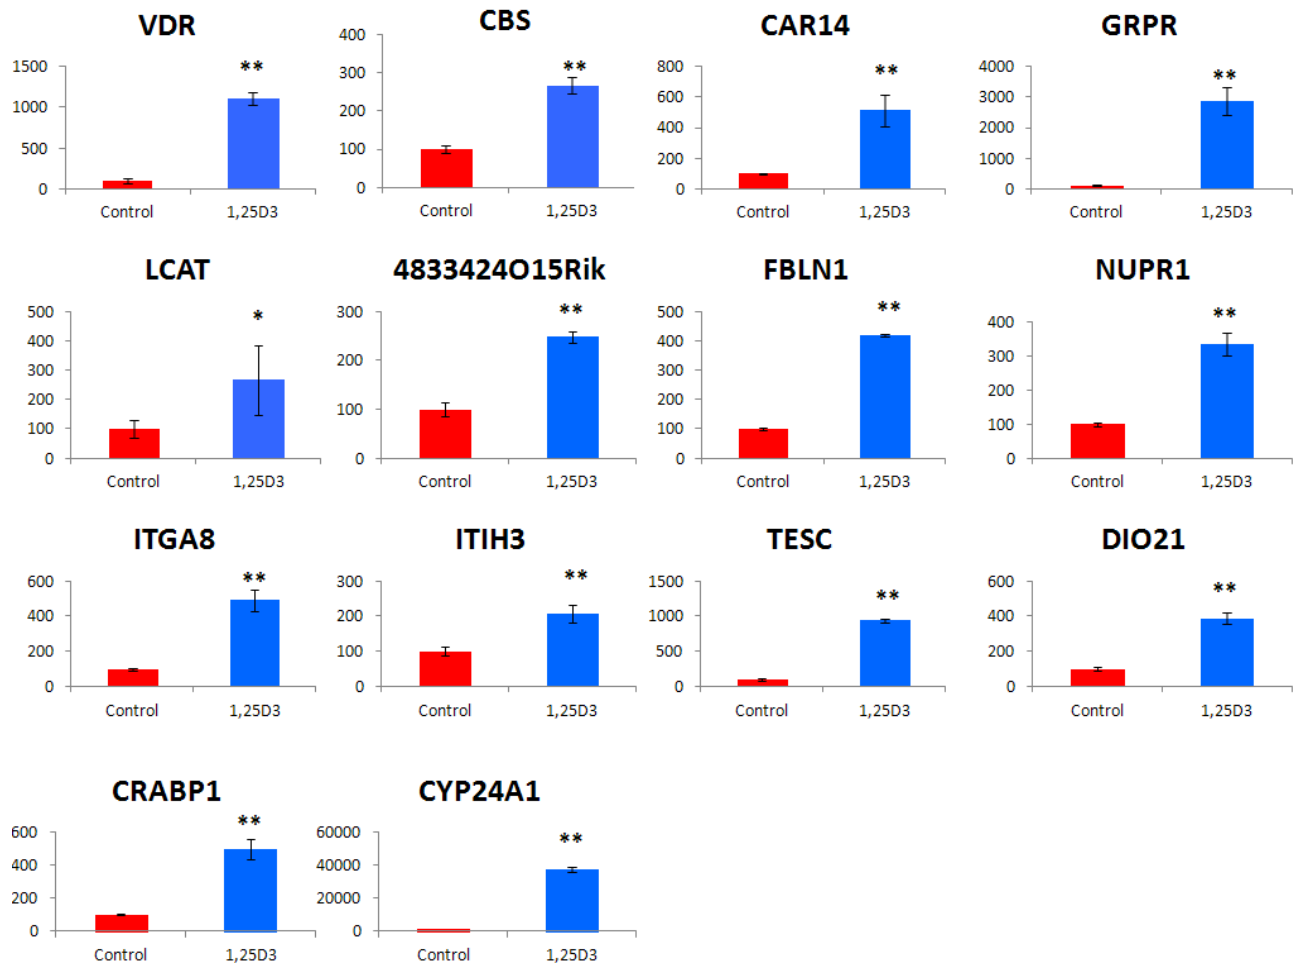 VDR
**
1500
1000
500
0
Control 1,25D3
CBS
**
400
300
200
100
0
Control 1,25D3
CAR14
**
800
600
400
200
0
Control 1,25D3
GRPR
**
4000
3000
2000
1000
0
Control 1,25D3
LCAT
*
500
400
300
200
100
0
Control 1,25D3
4833424O15Rik
**
300
200
100
0
Control 1,25D3
FBLN1
**
500
400
300
200
100
0
Control 1,25D3
NUPR1
**
400
300
200
100
0
Control 1,25D3
ITGA8
**
600
400
200
0
Control 1,25D3
ITIH3
**
300
200
100
0
Control 1,25D3
TESC
**
1500
1000
500
0
Control 1,25D3
DIO21
**
600
400
200
0
Control 1,25D3
CRABP1
**
600
400
200
0
Control 1,25D3
CYP24A1
**
60000
40000
20000
0
Control 1,25D3